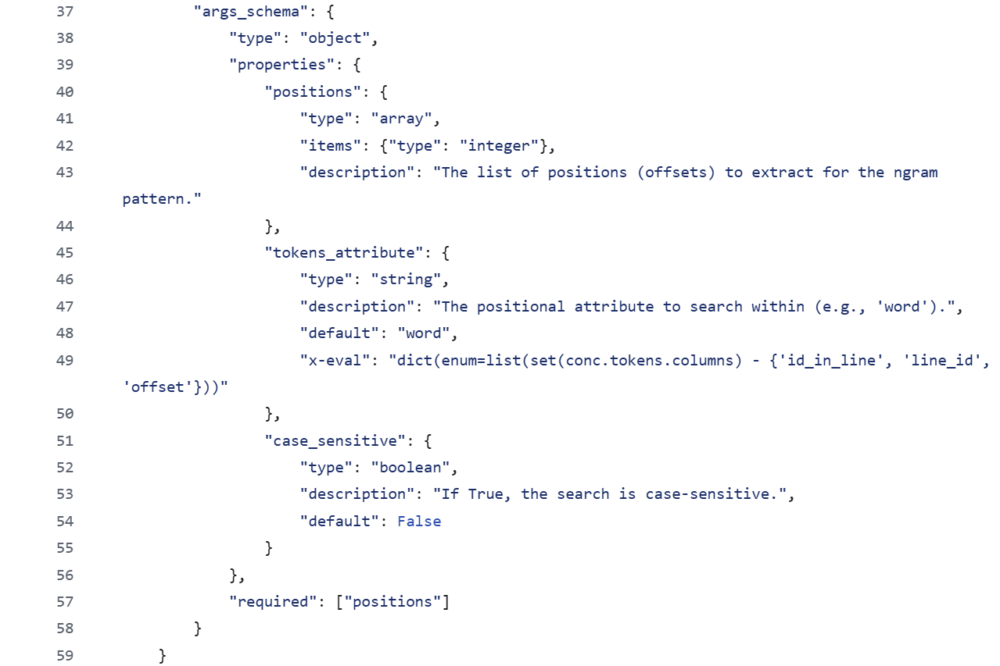 37 "args_schema": {
38 "type": "object",
39 "properties": {
40 "positions": {
41 "type": "array",
42 "items": {"type": "integer"},
43 "description": "The list of positions (offsets) to extract for the ngram
pattern."
44 },
45 "tokens_attribute": {
46 "type": "string",
47 "description": "The positional attribute to search within (e.g., 'word').",
48 "default": "word",
49 "x-eval": "dict(enum=list(set(conc.tokens.columns) - {'id_in_line', 'line_id',
'offset'}))"
50 },
51 "case_sensitive": {
52 "type": "boolean",
53 "description": "If True, the search is case-sensitive.",
54 "default": False
55 }
56 },
57 "required": ["positions"]
58 }
59 }